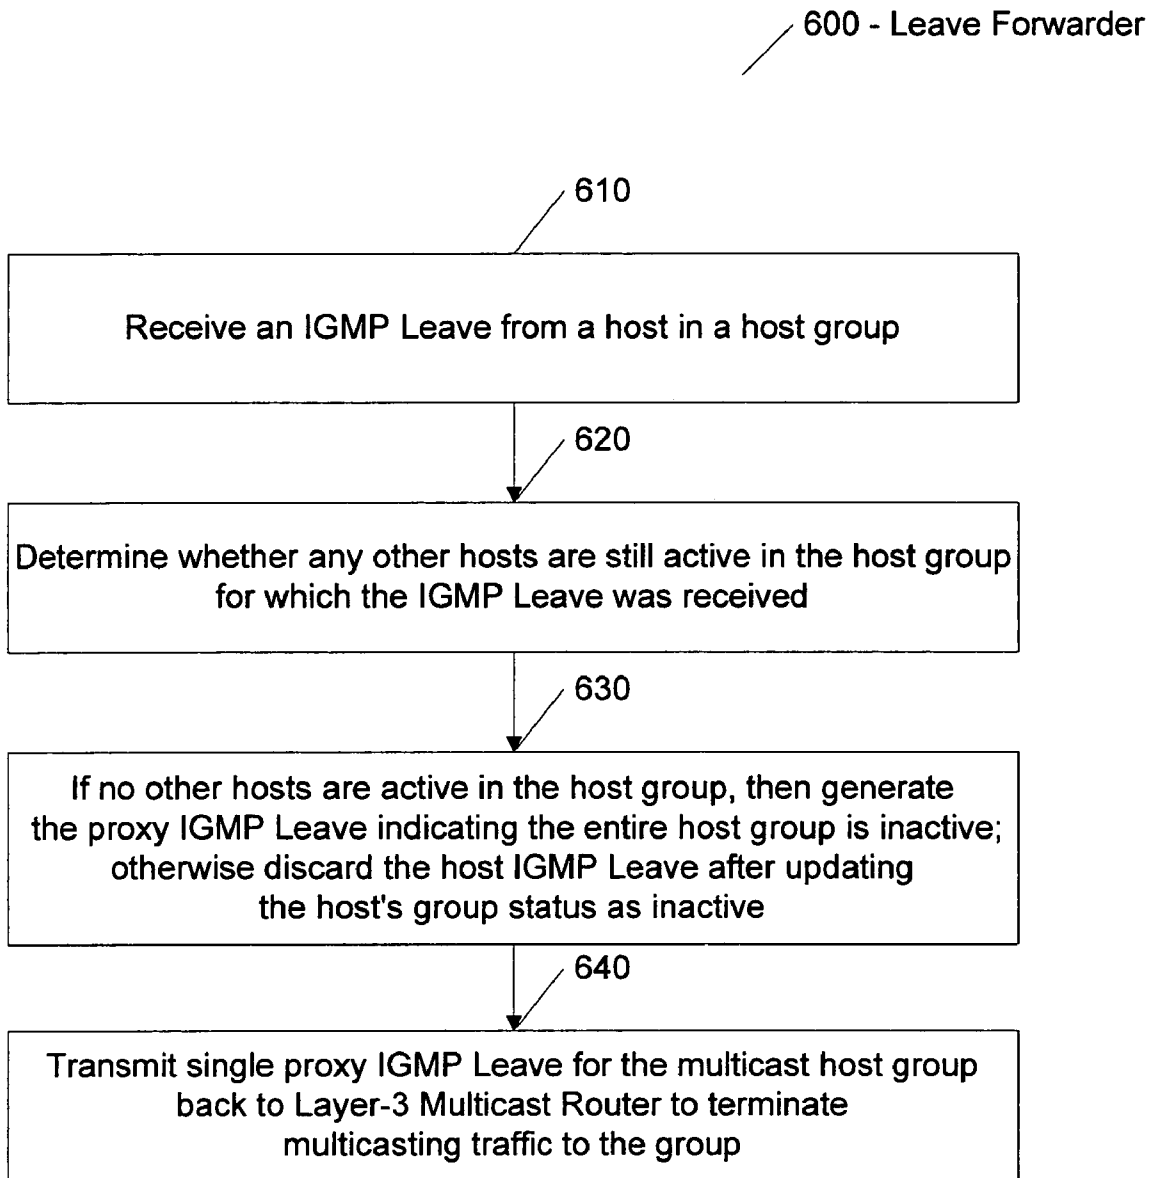 600 - Leave Forwarder
610
Receive an IGMP Leave from a host in a host group
620
Determine whether any other hosts are still active in the host group
for which the IGMP Leave was received
630
If no other hosts are active in the host group, then generate
the proxy IGMP Leave indicating the entire host group is inactive;
otherwise discard the host IGMP Leave after updating
the host's group status as inactive
640
Transmit single proxy IGMP Leave for the multicast host group
back to Layer-3 Multicast Router to terminate
multicasting traffic to the group